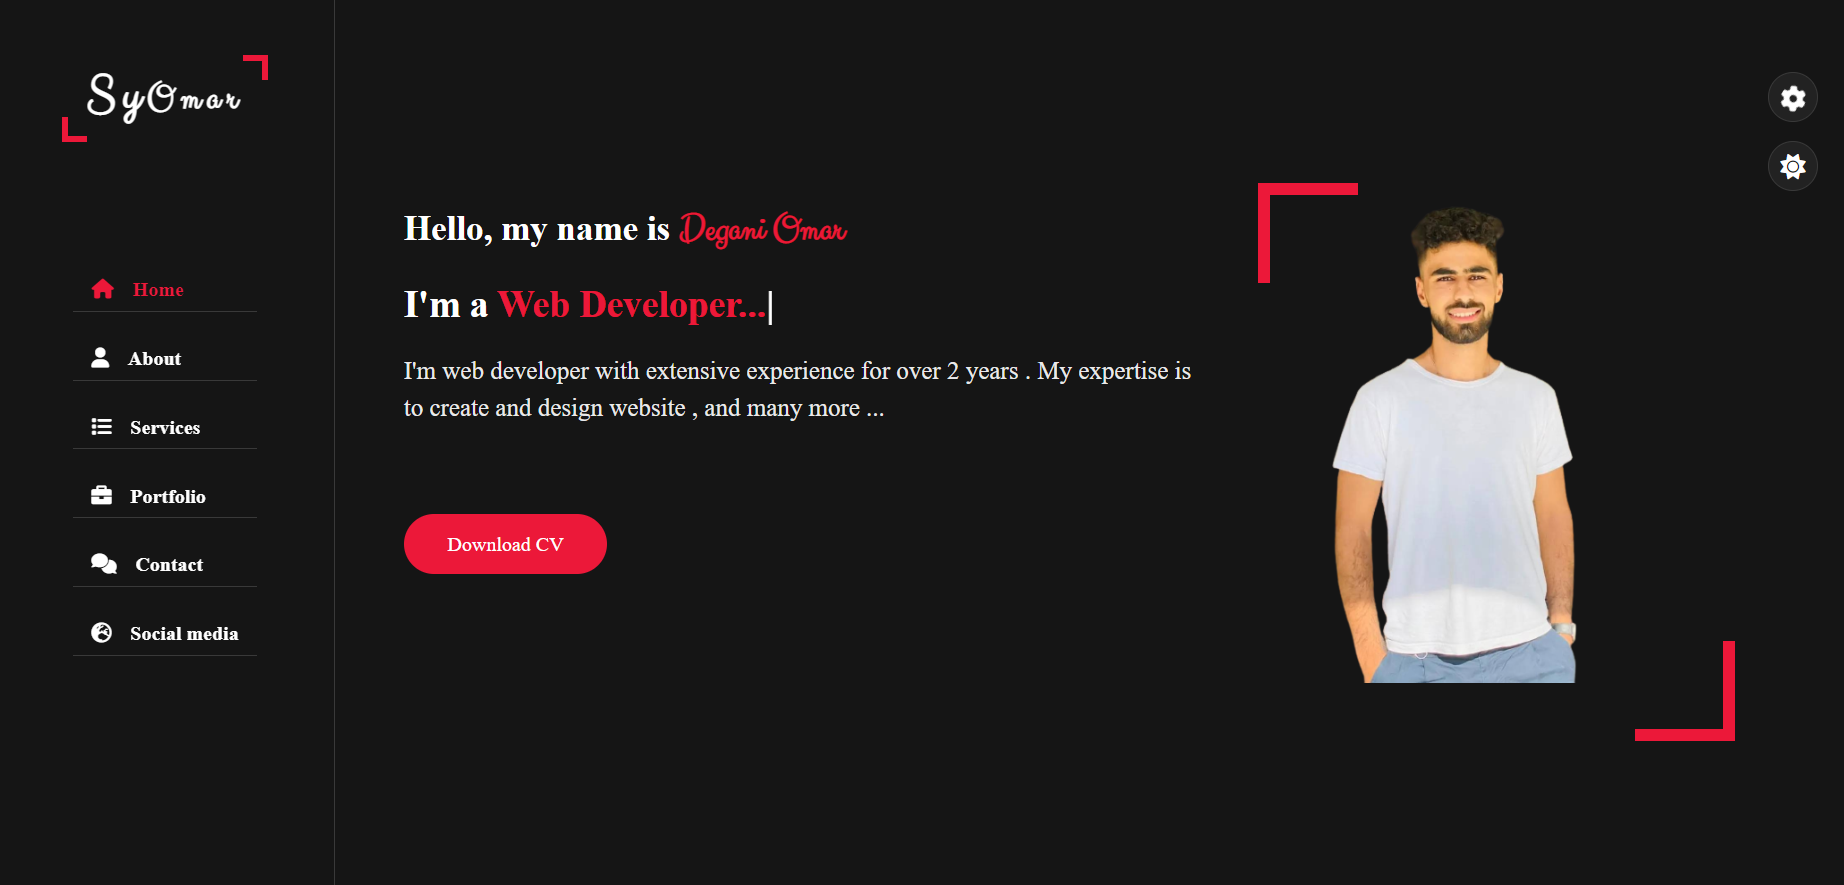 SyOmar
Home
About
Services
Portfolio
Contact
Social media
Hello, my name is Degani Omar
I'm a Web Developer...|
I'm web developer with extensive experience for over 2 years . My expertise is
to create and design website , and many more ...
Download CV